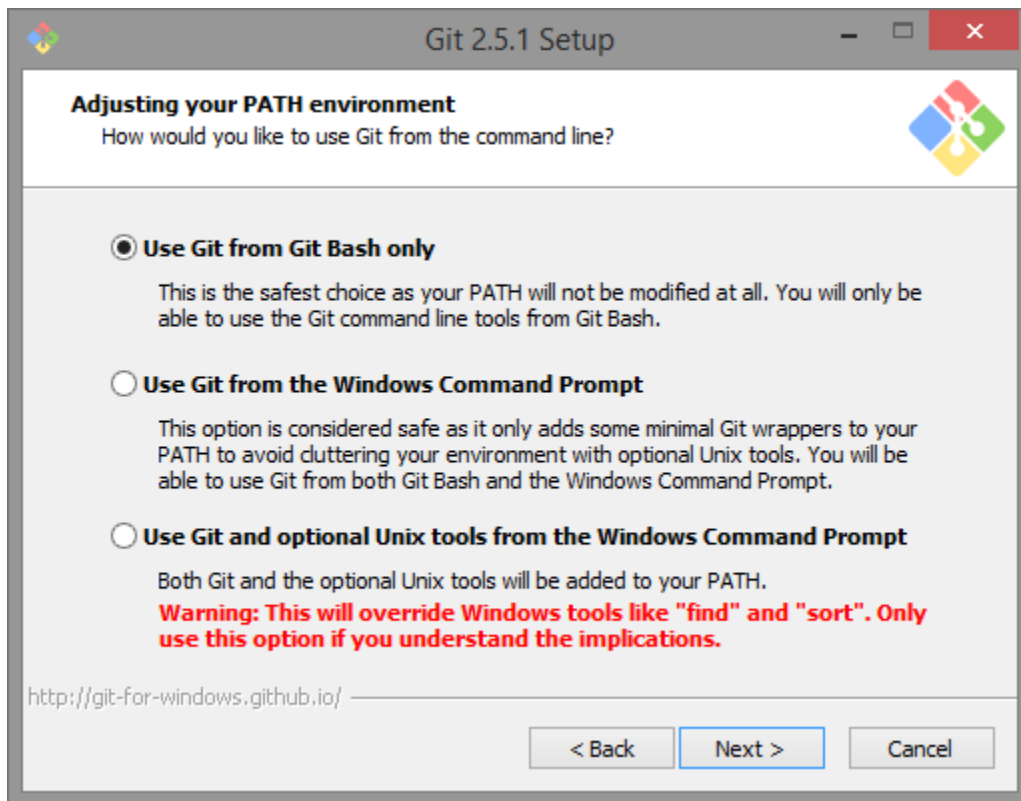 Git 2.5.1 Setup
Adjusting your PATH environment
How would you like to use Git from the command line?
Use Git from Git Bash only
This is the safest choice as your PATH will not be modified at all. You will only be
able to use the Git command line tools from Git Bash.
Use Git from the Windows Command Prompt
This option is considered safe as it only adds some minimal Git wrappers to your
PATH to avoid cluttering your environment with optional Unix tools. You will be
able to use Git from both Git Bash and the Windows Command Prompt.
Use Git and optional Unix tools from the Windows Command Prompt
Both Git and the optional Unix tools will be added to your PATH.
Warning: This will override Windows tools like "find" and "sort". Only
use this option if you understand the implications.
http://git-for-windows.github.io/
< Back Next > Cancel